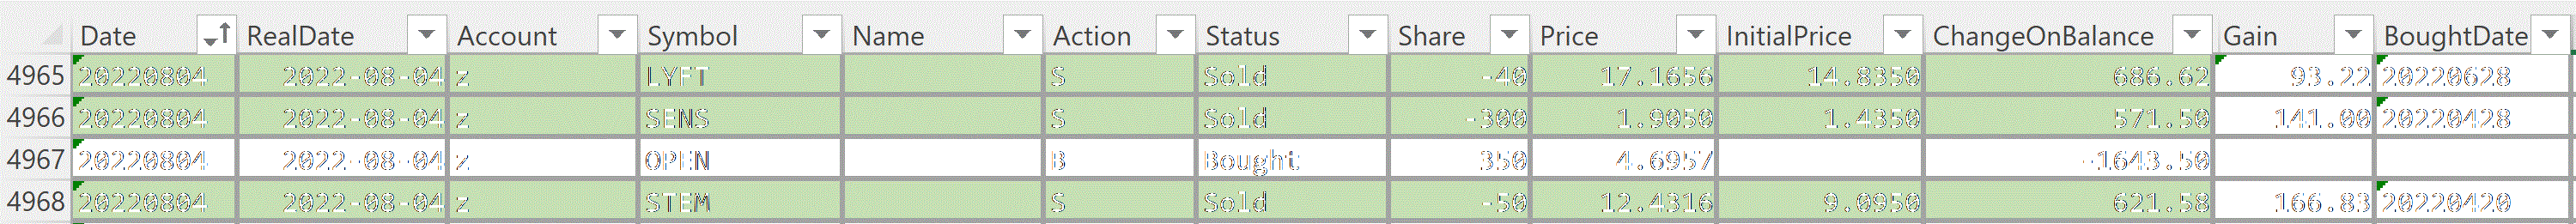 Date RealDate Account Symbol Name Action Status Share Price InitialPrice ChangeOnBalance Gain BoughtDate
4965 20220804 2022-08-04 z LYFT S Sold -40 17.1656 14.8350 686.62 93.22 20220628
4966 20220804 2022-08-04 z SENS S Sold -300 1.9050 1.4350 571.50 141.00 20220428
4967 20220804 2022-08-04 z OPEN B Bought 350 4.6957 -1643.50
4968 20220804 2022-08-04 z STEM S Sold -50 12.4316 9.0950 621.58 166.83 20220420